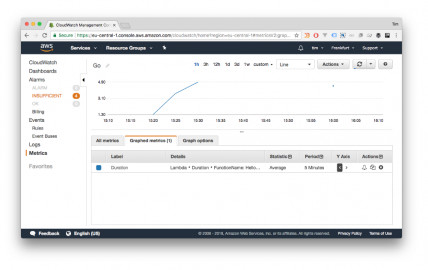 CloudWatch Management Con
Tim
Secure https://eu-central-1.console.aws.amazon.com/cloudwatch/home?region=eu-central-1#metricsV2:grap...
aws
Services
Resource Groups
tim
Frankfurt
Support
CloudWatch
Dashboards
Alarms
ALARM
INSUFFICIENT
OK
Billing
Events
Rules
Event Buses
Logs
Metrics
Favorites
Go
1h 3h 12h 1d 3d 1w custom
Line
Actions
4.90
1.30
15:10 15:15 15:20 15:25 15:30 15:35 15:40 15:45 15:50 15:55 16:00 16:05 16:10
All metrics
Graphed metrics (1)
Graph options
Label Details Statistic Period Y Axis Actions
Duration Lambda • Duration • FunctionName: Hello... Average 5 Minutes
Feedback
English (US)
© 2008 - 2018, Amazon Web Services, Inc. or its affiliates. All rights reserved.
Privacy Policy
Terms of Use